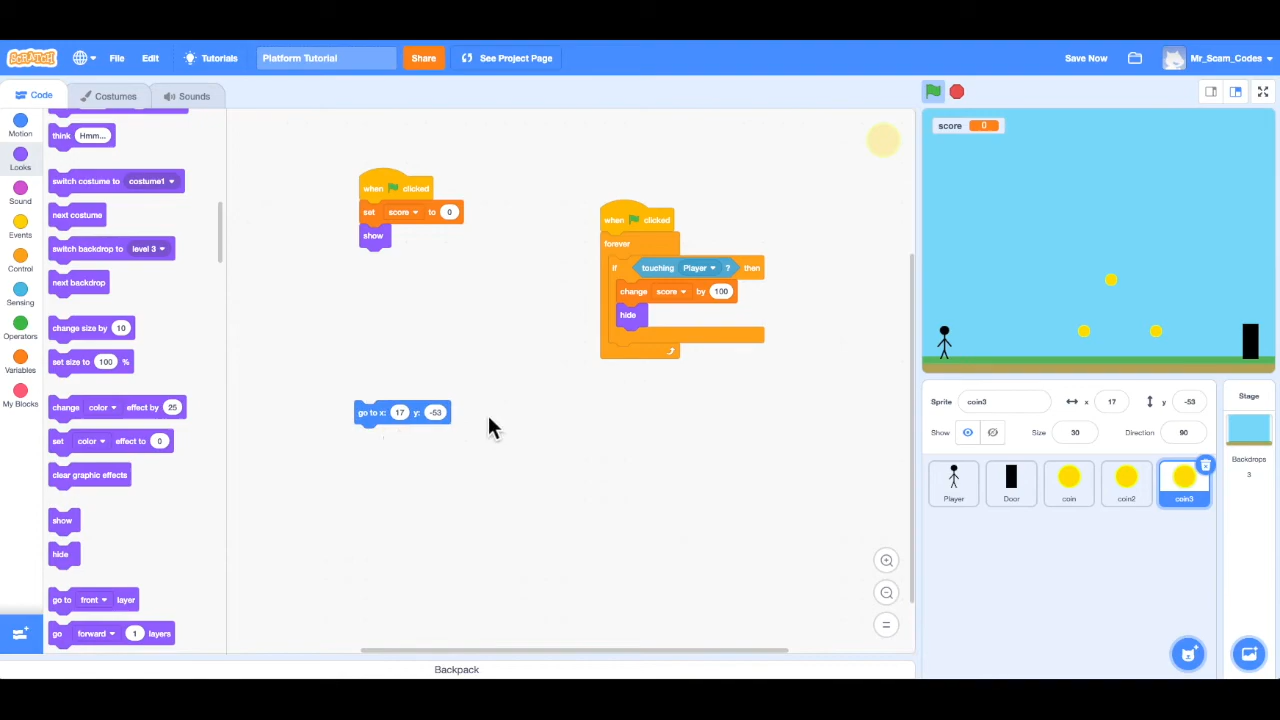 SCRATCH File Edit Tutorials Platform Tutorial Share See Project Page Save Now Mr_Scam_Codes
Code Costumes Sounds
Motion
Looks
Sound
Events
Control
Sensing
Operators
Variables
My Blocks
think Hmm...
switch costume to costume1
next costume
switch backdrop to level 3
next backdrop
change size by 10
set size to 100 %
change color effect by 25
set color effect to 0
clear graphic effects
show
hide
go to front layer
go forward 1 layers
when clicked
set score to 0
show
go to x: 17 y: -53
when clicked
forever
if touching Player ? then
change score by 100
hide
Backpack
score 0
Sprite coin3 x 17 y -53
Show Size 30 Direction 90
Player Door coin coin2 coin3
Stage
Backdrops
3